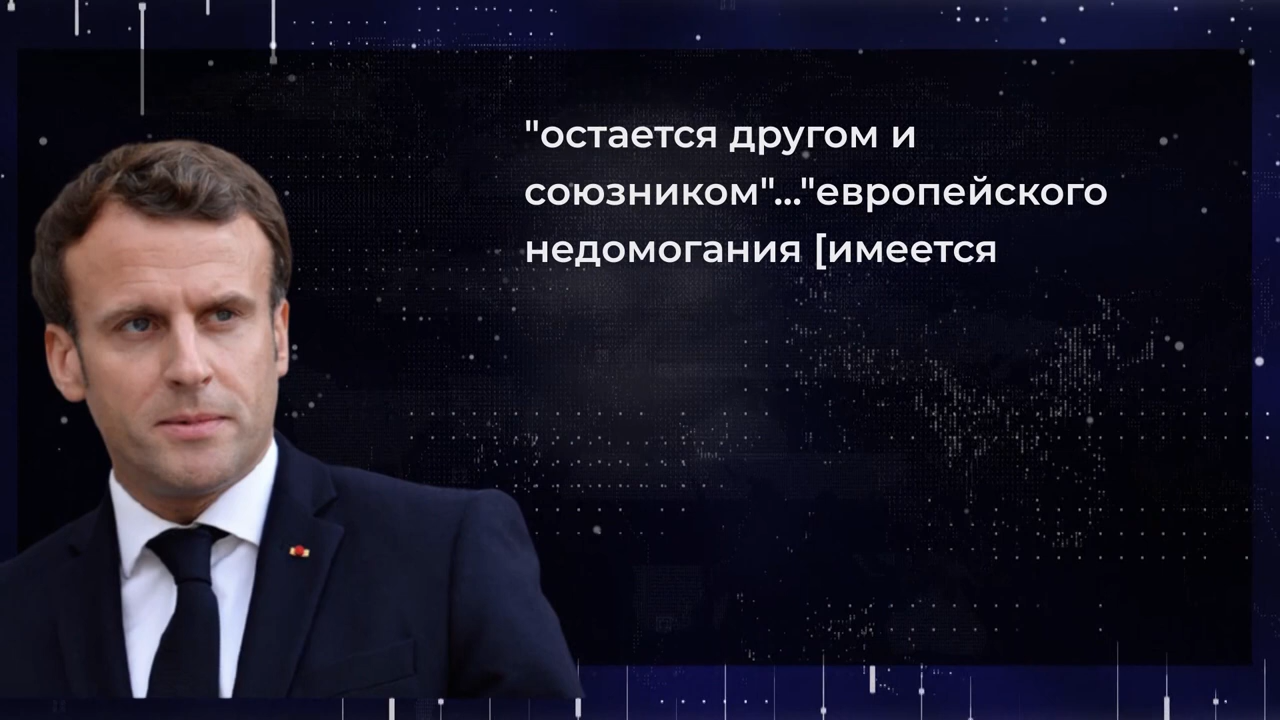 "остается другом и
союзником"..."европейского
недомогания [имеется